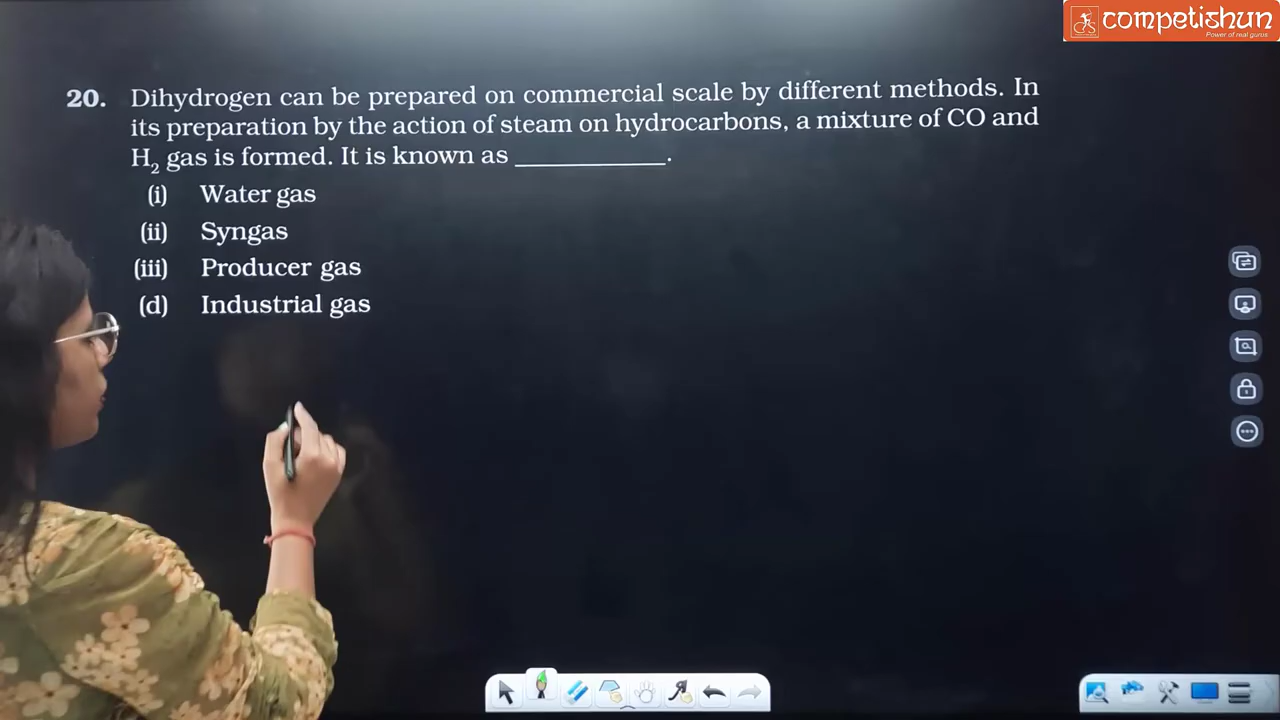 competishun
Power of real gurus
20. Dihydrogen can be prepared on commercial scale by different methods. In
its preparation by the action of steam on hydrocarbons, a mixture of CO and
H₂ gas is formed. It is known as ____________.
(i) Water gas
(ii) Syngas
(iii) Producer gas
(d) Industrial gas